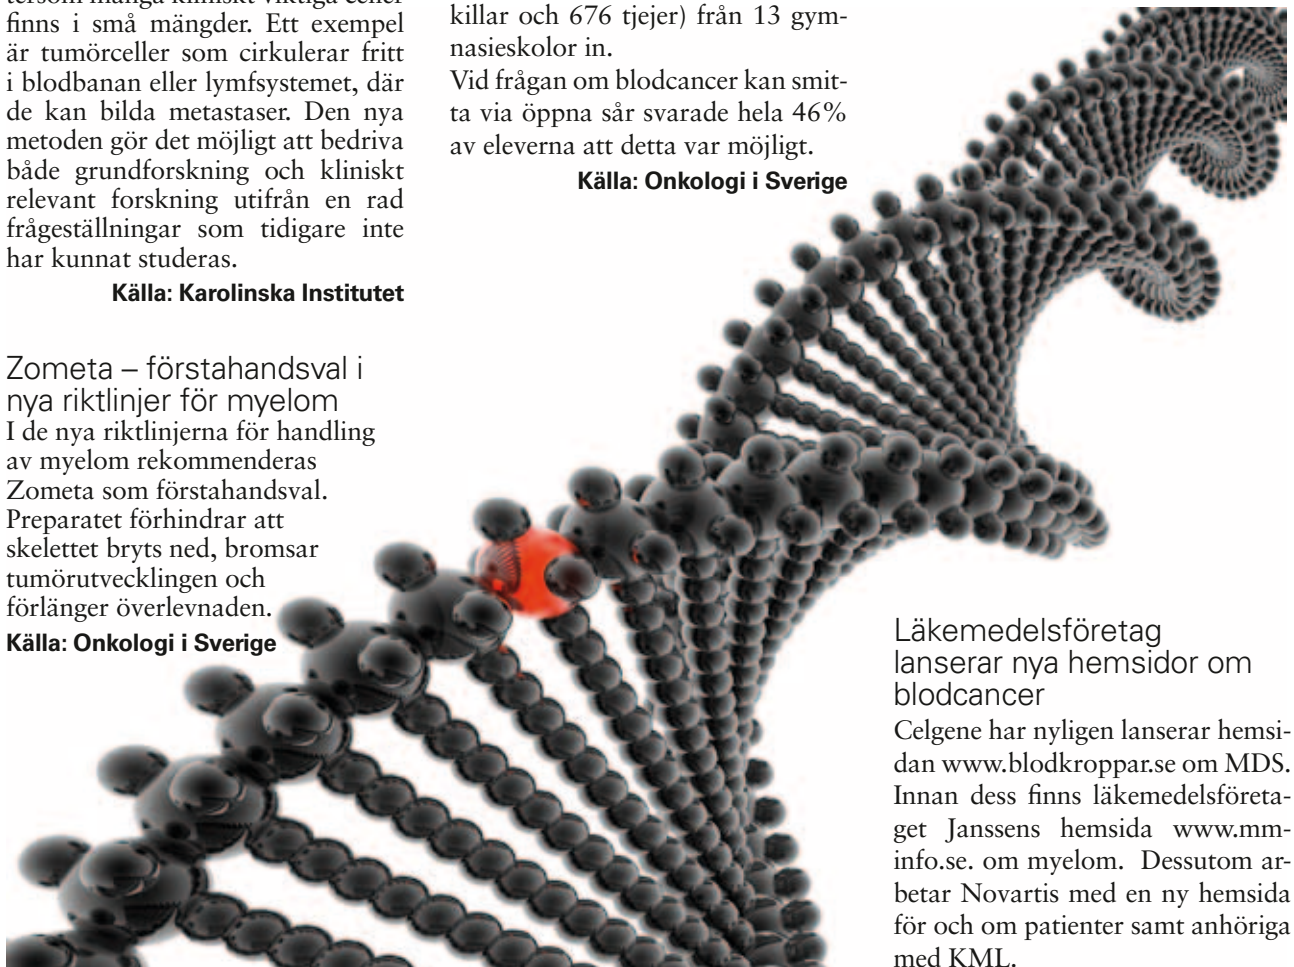 tersom många kliniskt viktiga celler
finns i små mängder. Ett exempel
är tumörceller som cirkulerar fritt
i blodbanan eller lymfsystemet, där
de kan bilda metastaser. Den nya
metoden gör det möjligt att bedriva
både grundforskning och kliniskt
relevant forskning utifrån en rad
frågeställningar som tidigare inte
har kunnat studeras.
Källa: Karolinska Institutet
Zometa – förstahandsval i
nya riktlinjer för myelom
I de nya riktlinjerna för handling
av myelom rekommenderas
Zometa som förstahandsval.
Preparatet förhindrar att
skelettet bryts ned, bromsar
tumörutvecklingen och
förlänger överlevnaden.
Källa: Onkologi i Sverige
killar och 676 tjejer) från 13 gym-
nasieskolor in.
Vid frågan om blodcancer kan smit-
ta via öppna sår svarade hela 46%
av eleverna att detta var möjligt.
Källa: Onkologi i Sverige
Läkemedelsföretag
lanserar nya hemsidor om
blodcancer
Celgene har nyligen lanserar hemsi-
dan www.blodkroppar.se om MDS.
Innan dess finns läkemedelsföreta-
get Janssens hemsida www.mm-
info.se. om myelom. Dessutom ar-
betar Novartis med en ny hemsida
för och om patienter samt anhöriga
med KML.